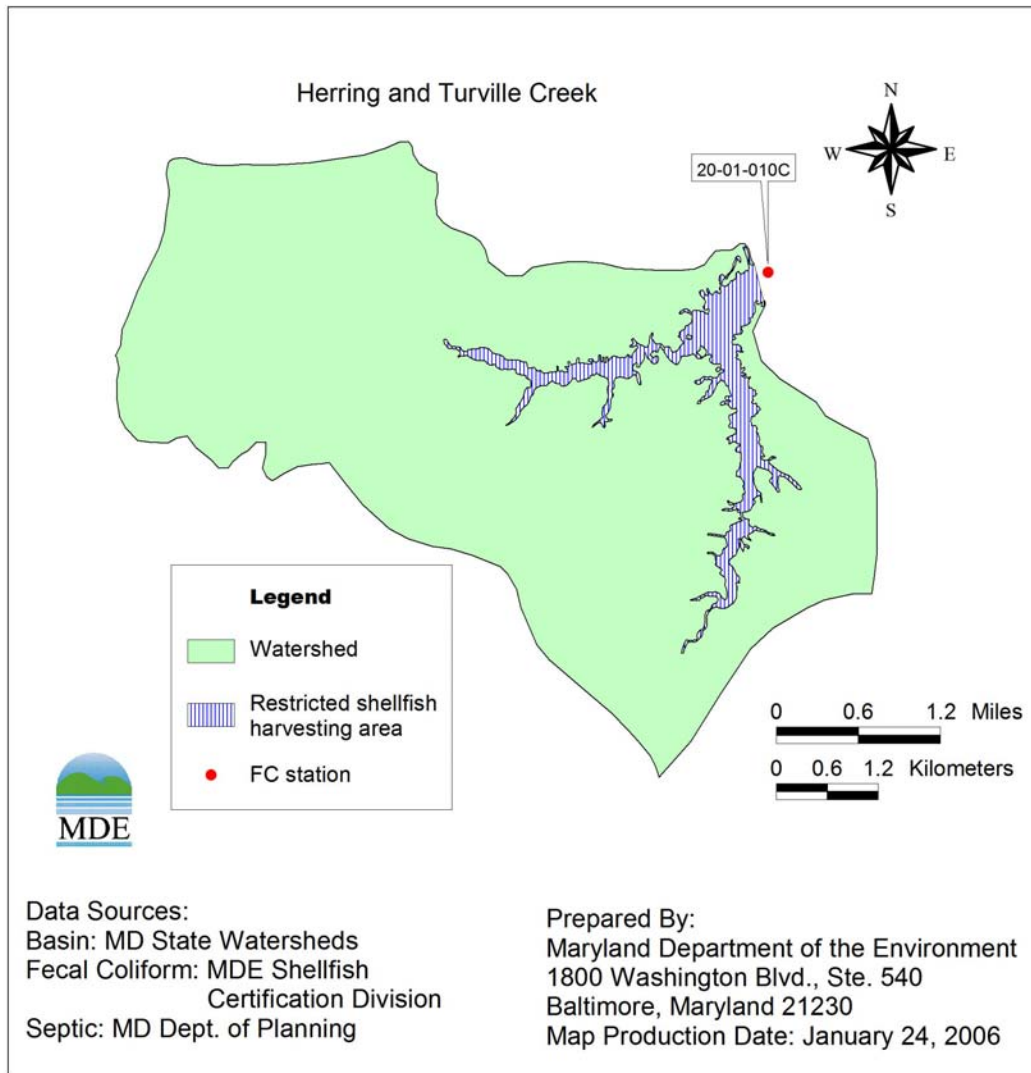 Herring and Turville Creek
N
W E
S
20-01-010C
Legend
Watershed
Restricted shellfish
harvesting area
FC station
0 0.6 1.2 Miles
0 0.6 1.2 Kilometers
MDE
Data Sources:
Basin: MD State Watersheds
Fecal Coliform: MDE Shellfish
Certification Division
Septic: MD Dept. of Planning
Prepared By:
Maryland Department of the Environment
1800 Washington Blvd., Ste. 540
Baltimore, Maryland 21230
Map Production Date: January 24, 2006